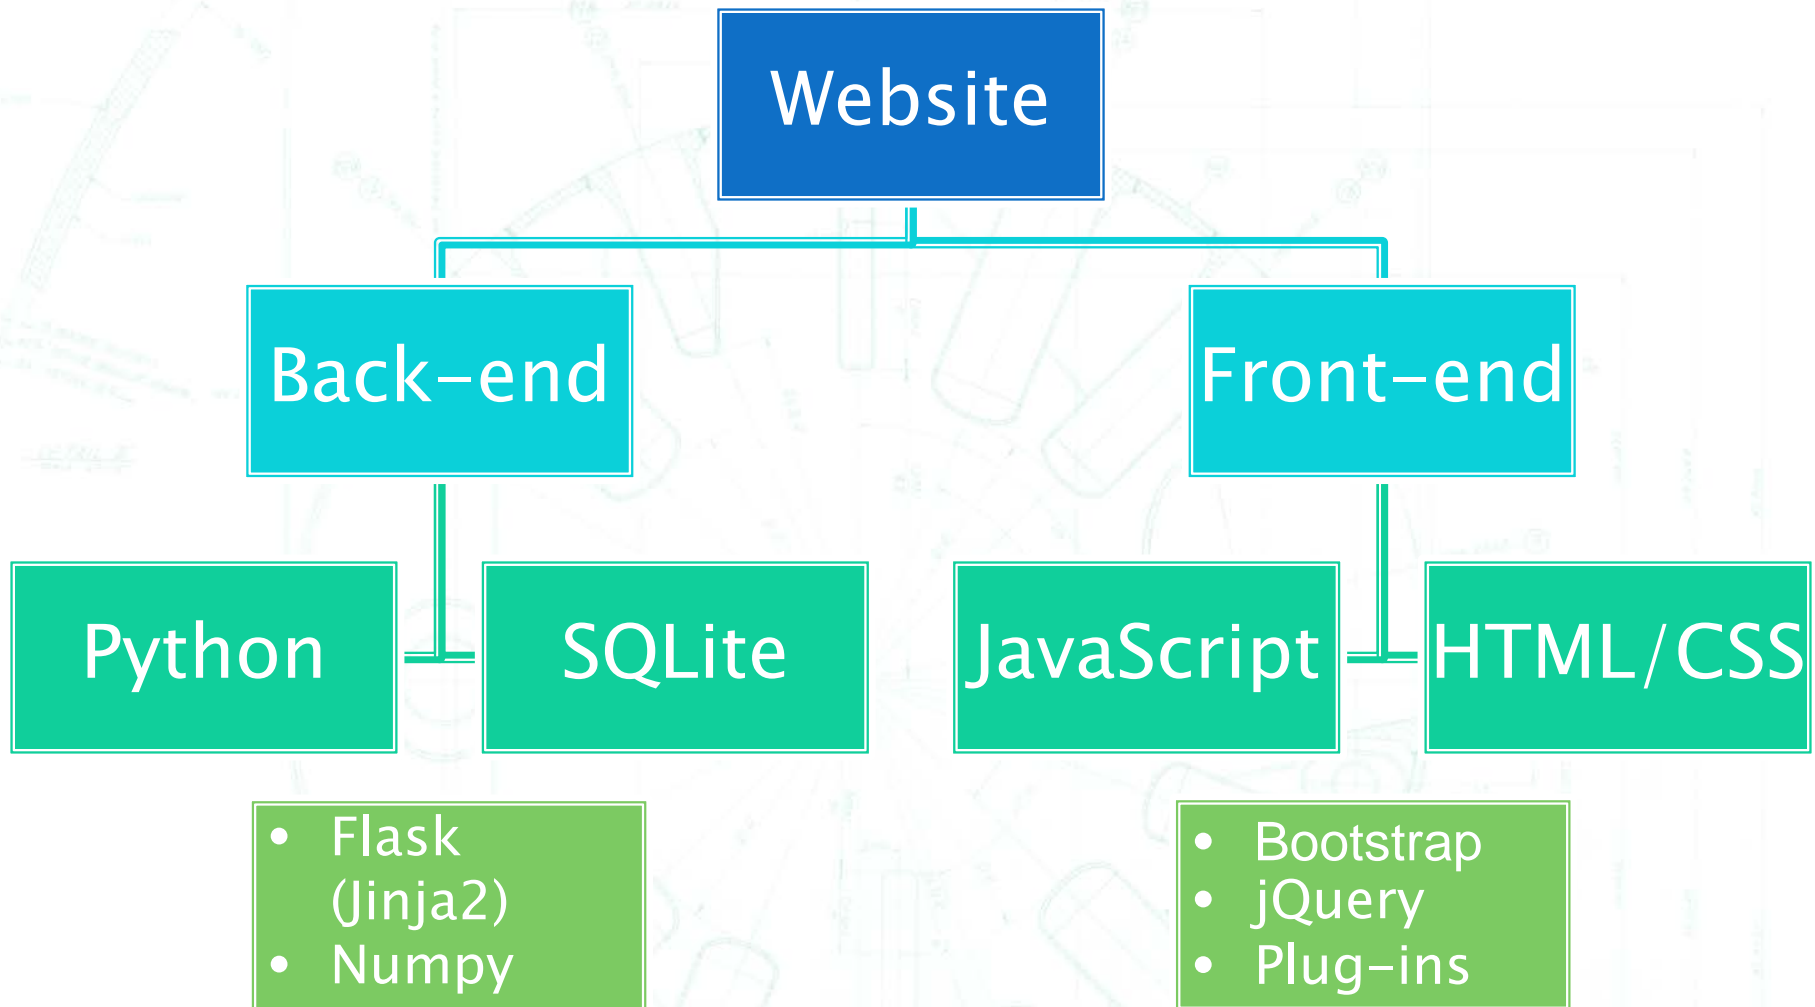 Website
Back-end
Front-end
Python
SQLite
JavaScript
HTML/CSS
• Flask
(Jinja2)
• Numpy
• Bootstrap
• jQuery
• Plug-ins